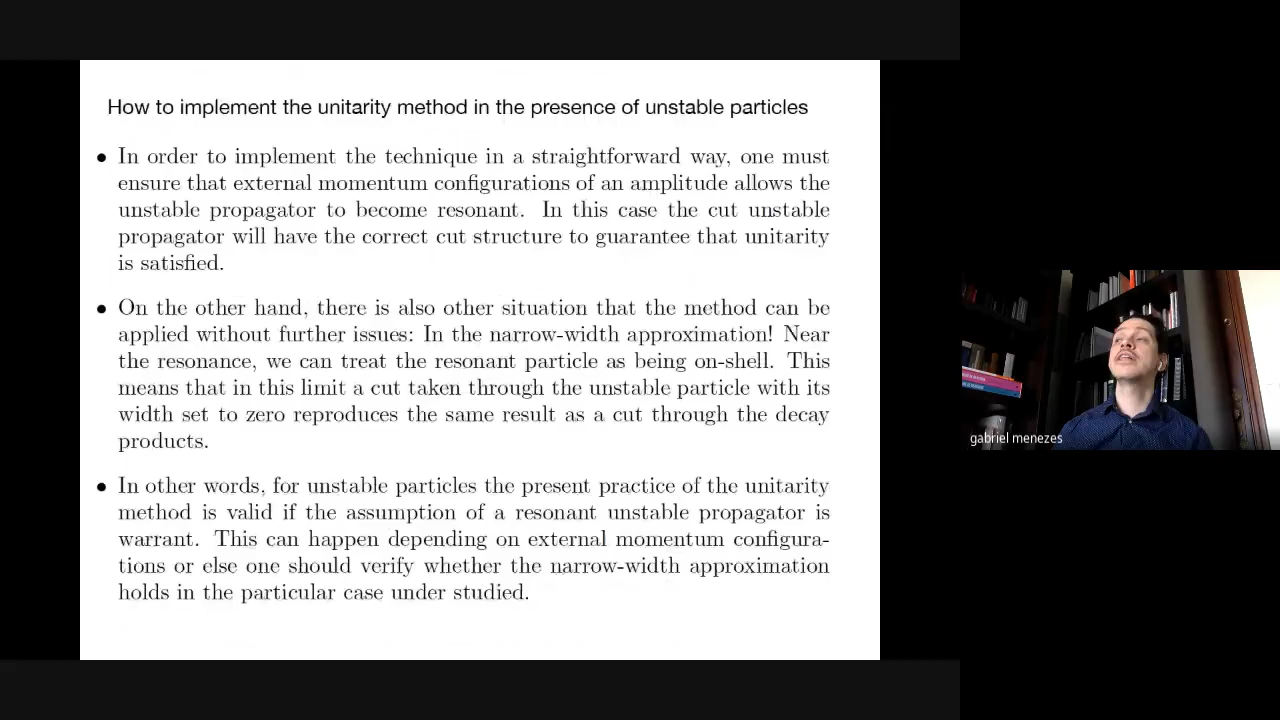 How to implement the unitarity method in the presence of unstable particles
• In order to implement the technique in a straightforward way, one must
ensure that external momentum configurations of an amplitude allows the
unstable propagator to become resonant. In this case the cut unstable
propagator will have the correct cut structure to guarantee that unitarity
is satisfied.
• On the other hand, there is also other situation that the method can be
applied without further issues: In the narrow-width approximation! Near
the resonance, we can treat the resonant particle as being on-shell. This
means that in this limit a cut taken through the unstable particle with its
width set to zero reproduces the same result as a cut through the decay
products.
• In other words, for unstable particles the present practice of the unitarity
method is valid if the assumption of a resonant unstable propagator is
warrant. This can happen depending on external momentum configura-
tions or else one should verify whether the narrow-width approximation
holds in the particular case under studied.
gabriel menezes